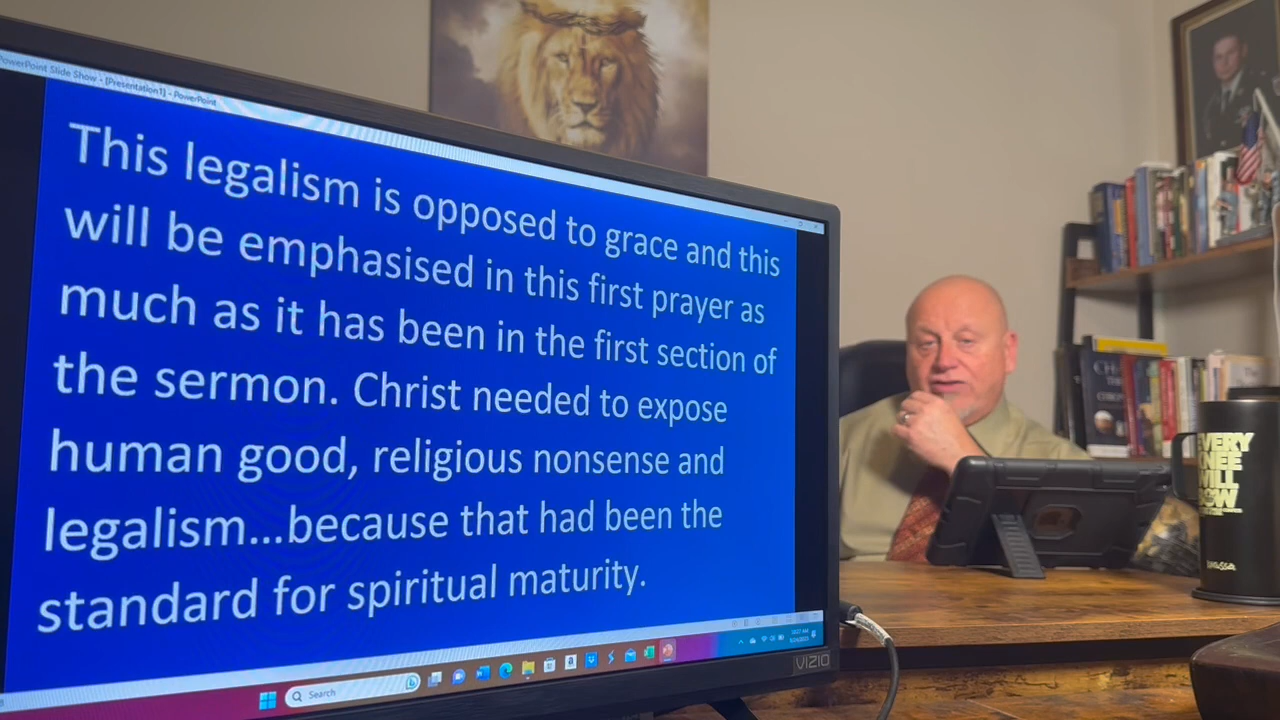 PowerPoint Slide Show - [Presentation1] - PowerPoint
This legalism is opposed to grace and this
will be emphasised in this first prayer as
much as it has been in the first section of
the sermon. Christ needed to expose
human good, religious nonsense and
legalism...because that had been the
standard for spiritual maturity.
Search
VIZIO
EVERY
KNEE
WILL
BOW